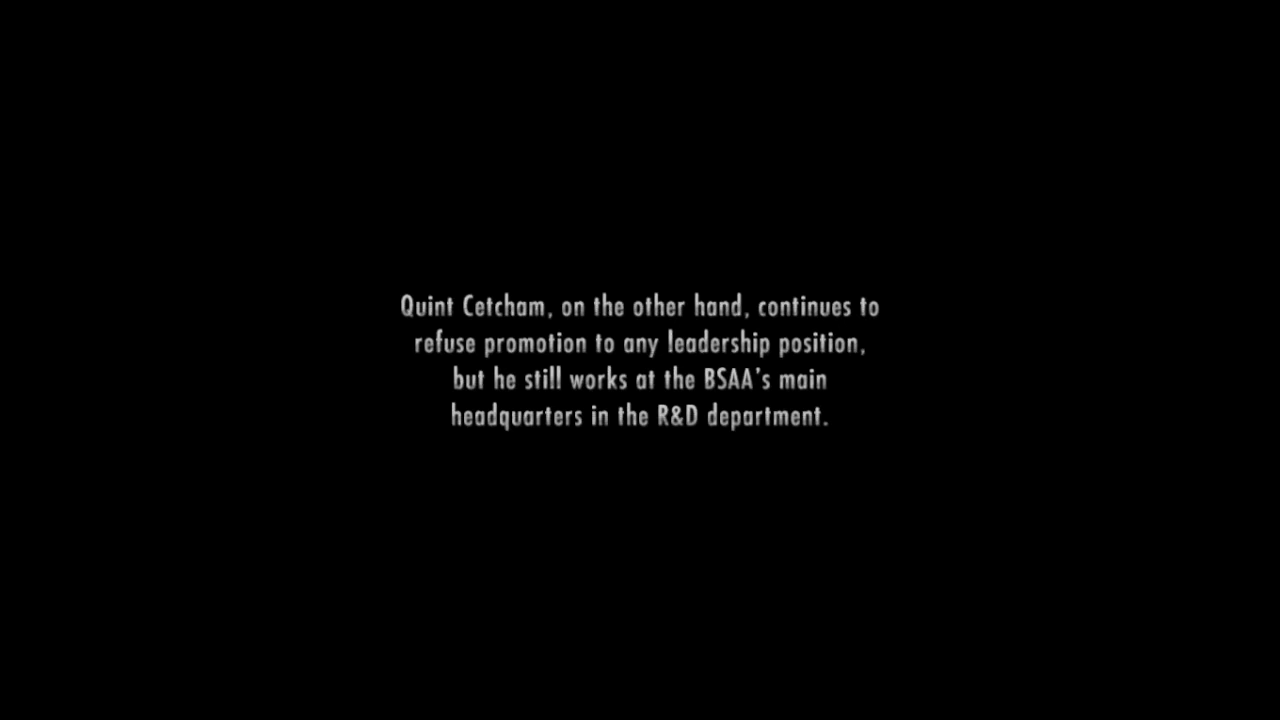 Quint Cetcham, on the other hand, continues to
refuse promotion to any leadership position,
but he still works at the BSAA's main
headquarters in the R&D department.